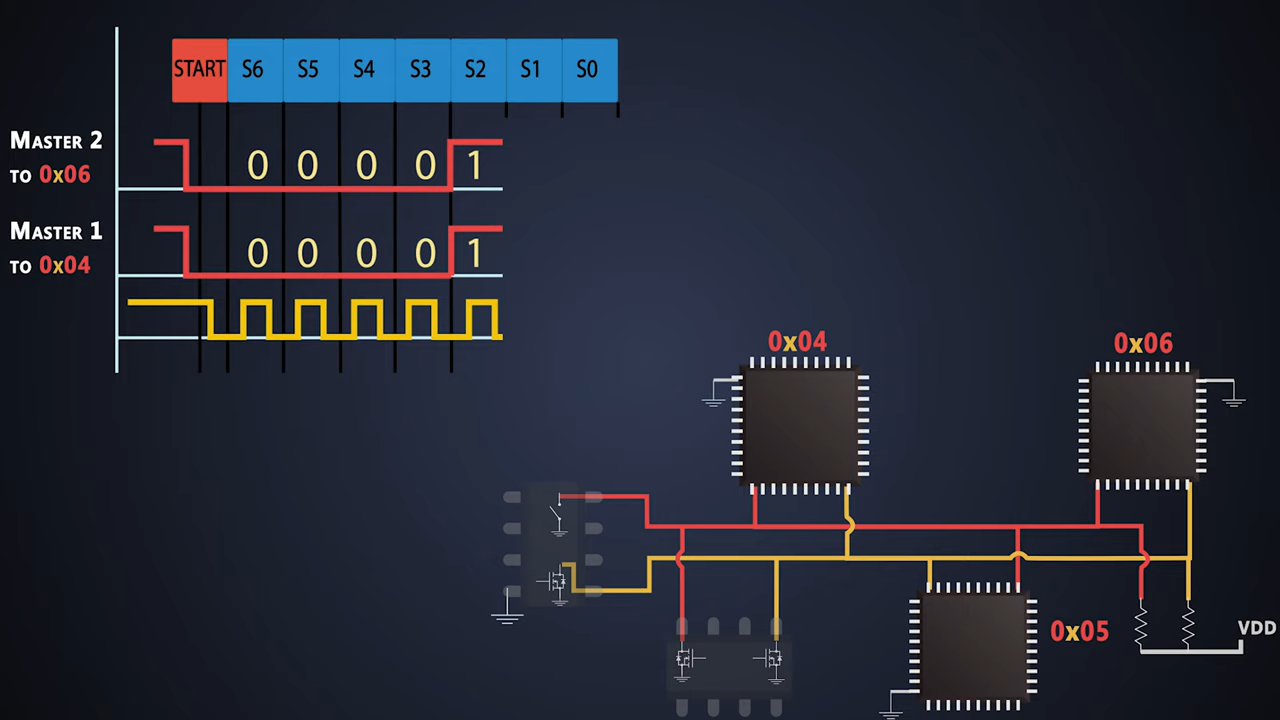 START S6 S5 S4 S3 S2 S1 S0
MASTER 2
TO 0x06
0 0 0 0 1
MASTER 1
TO 0x04
0 0 0 0 1
0x04
0x06
0x05
VDD